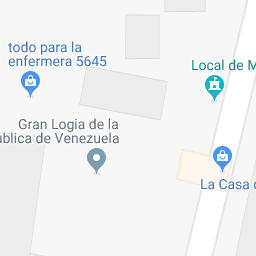 todo para la
enfermera 5645
Local de M
Gran Logia de la
ública de Venezuela
La Casa d